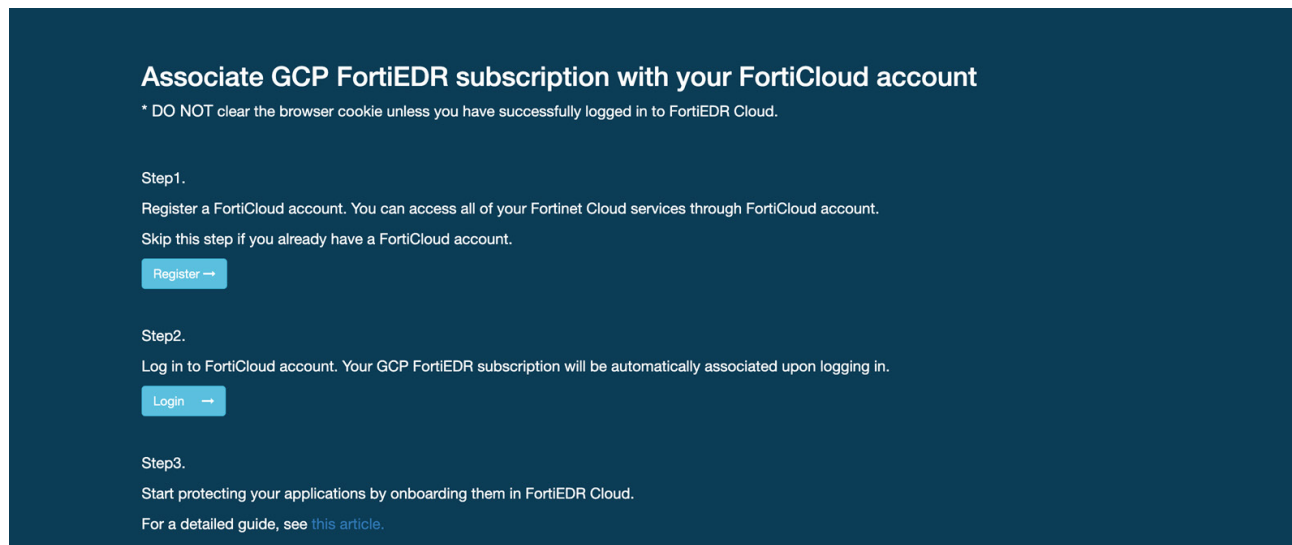 Associate GCP FortiEDR subscription with your FortiCloud account
* DO NOT clear the browser cookie unless you have successfully logged in to FortiEDR Cloud.
Step1.
Register a FortiCloud account. You can access all of your Fortinet Cloud services through FortiCloud account.
Skip this step if you already have a FortiCloud account.
Register →
Step2.
Log in to FortiCloud account. Your GCP FortiEDR subscription will be automatically associated upon logging in.
Login →
Step3.
Start protecting your applications by onboarding them in FortiEDR Cloud.
For a detailed guide, see this article.